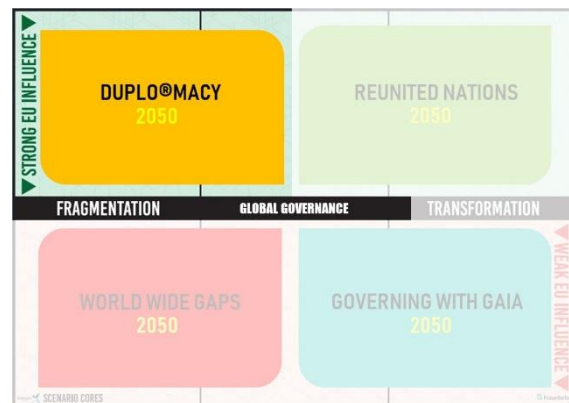 ▼STRONG EU INFLUENCE▲
DUPLO®MACY
2050
REUNITED NATIONS
2050
FRAGMENTATION
GLOBAL GOVERNANCE
TRANSFORMATION
WORLD WIDE GAPS
2050
GOVERNING WITH GAIA
2050
WEAK EU INFLUENCE
SCENARIO CORES